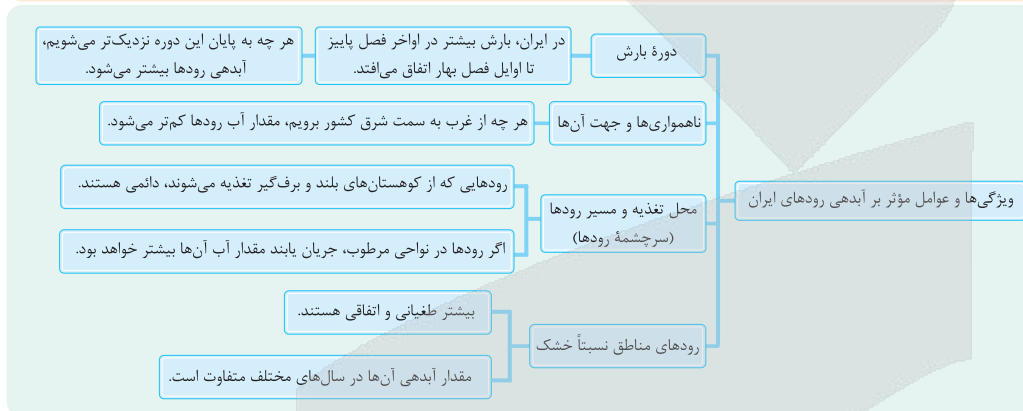 ویژگی‌ها و عوامل مؤثر بر آبدهی رودهای ایران
دورۀ بارش
در ایران، بارش بیشتر در اواخر فصل پاییز
تا اوایل فصل بهار اتفاق می‌افتد.
هر چه به پایان این دوره نزدیک‌تر می‌شویم،
آبدهی رودها بیشتر می‌شود.
ناهمواری‌ها و جهت آن‌ها
هر چه از غرب به سمت شرق کشور برویم، مقدار آب رودها کم‌تر می‌شود.
محل تغذیه و مسیر رودها
(سرچشمۀ رودها)
رودهایی که از کوهستان‌های بلند و برف‌گیر تغذیه می‌شوند، دائمی هستند.
اگر رودها در نواحی مرطوب، جریان یابند مقدار آب آن‌ها بیشتر خواهد بود.
رودهای مناطق نسبتاً خشک
بیشتر طغیانی و اتفاقی هستند.
مقدار آبدهی آن‌ها در سال‌های مختلف متفاوت است.